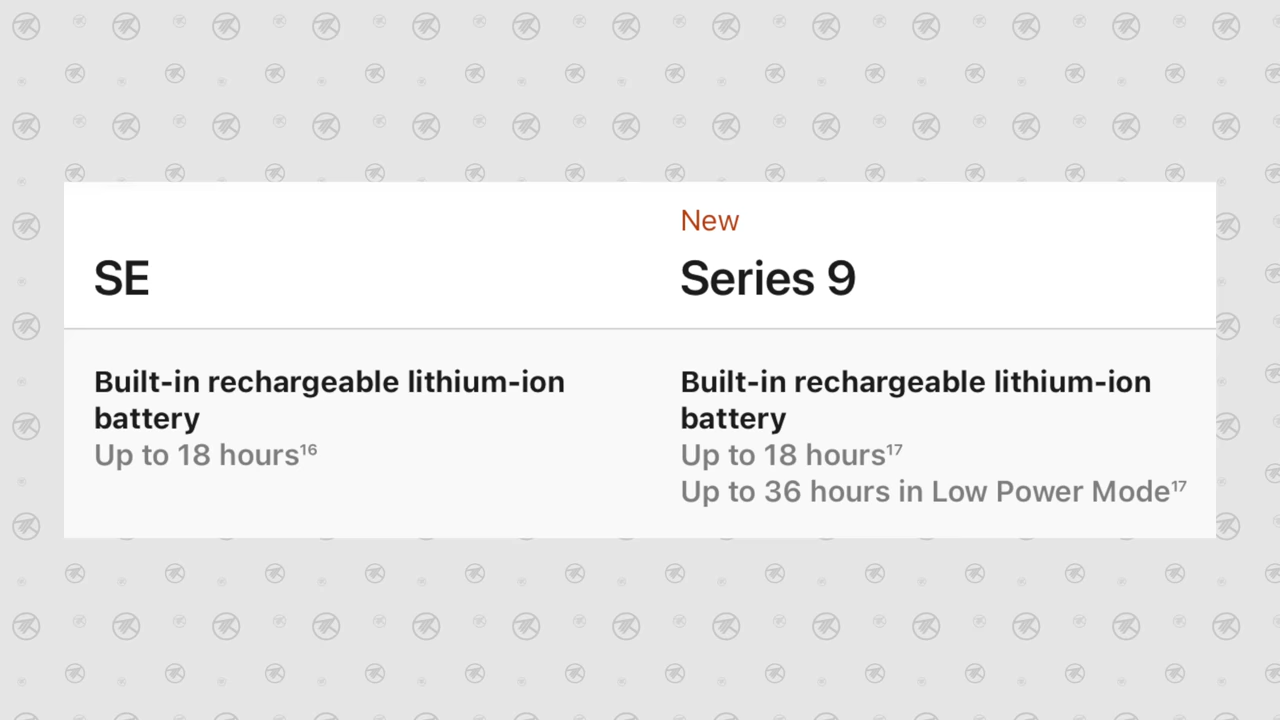 SE
New
Series 9
Built-in rechargeable lithium-ion
battery
Up to 18 hours¹⁶
Built-in rechargeable lithium-ion
battery
Up to 18 hours¹⁷
Up to 36 hours in Low Power Mode¹⁷